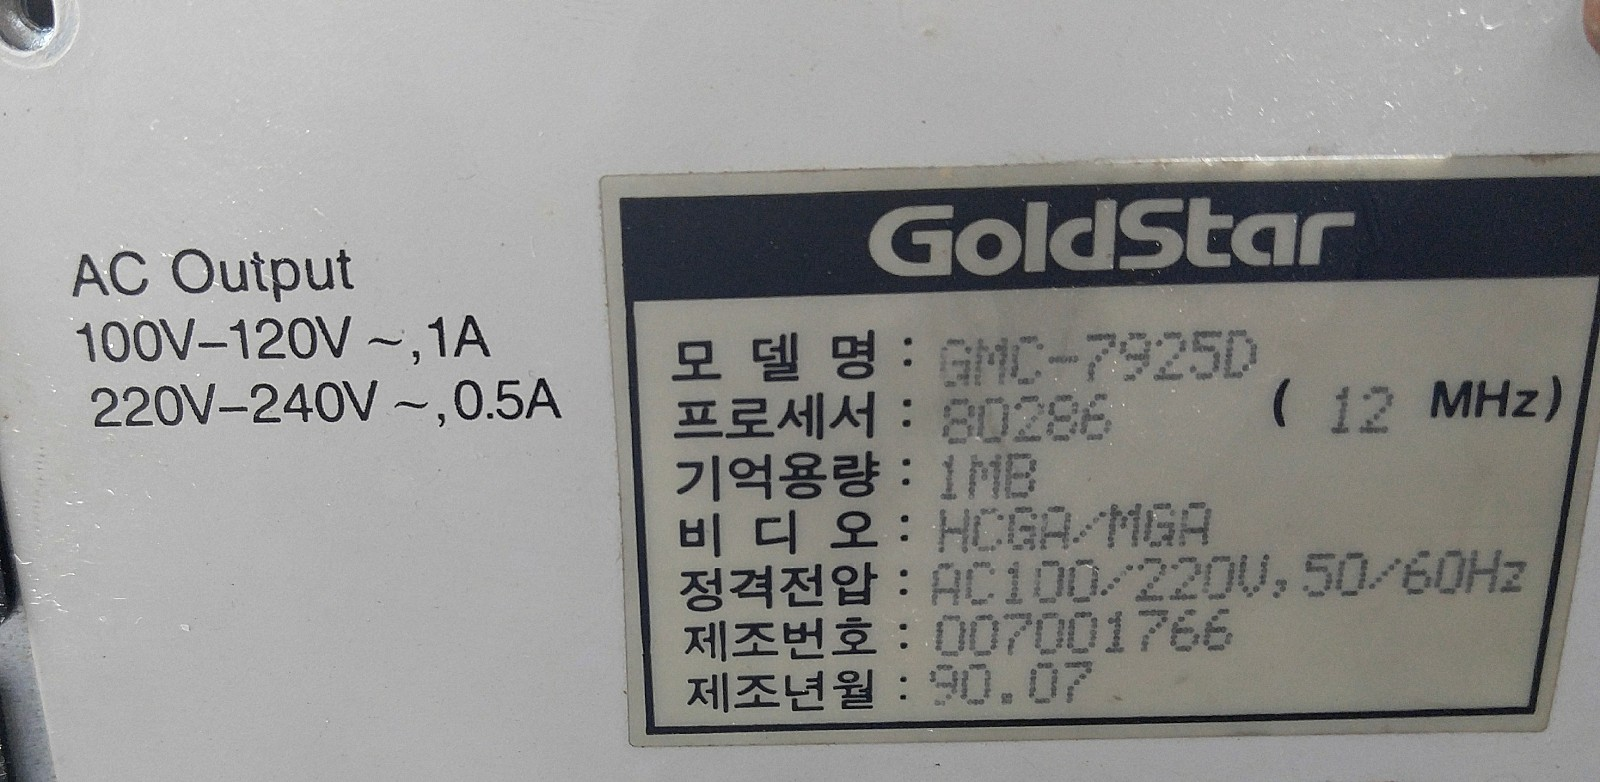 AC Output
100V-120V ~, 1A
220V-240V ~, 0.5A
GoldStar
모 델 명 : GMC-7925D
프로세서 : 80286 ( 12 MHz)
기억용량 : 1MB
비 디 오 : HCGA/MGA
정격전압 : AC100/220V, 50/60Hz
제조번호 : 007001766
제조년월 : 90.07